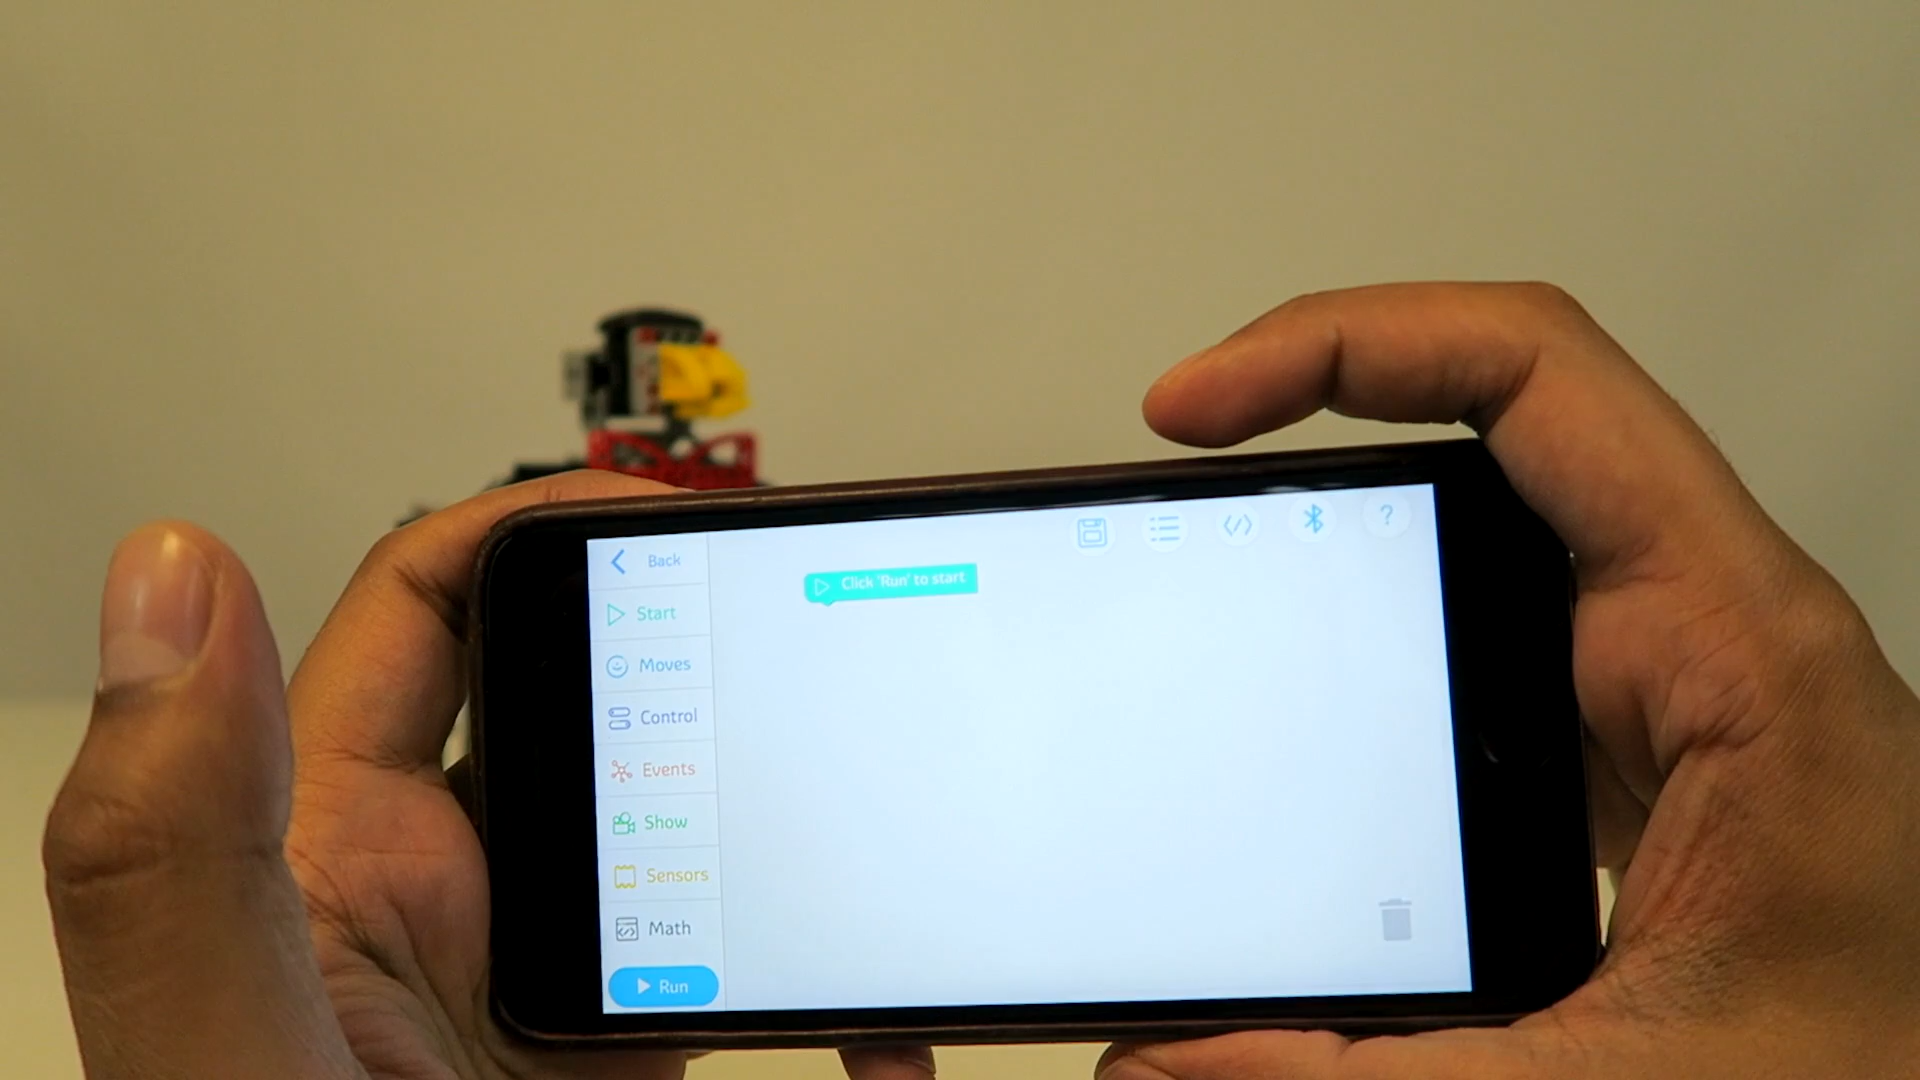 Back
?
Click 'Run' to start
Start
Moves
Control
Events
Show
Sensors
Math
Run